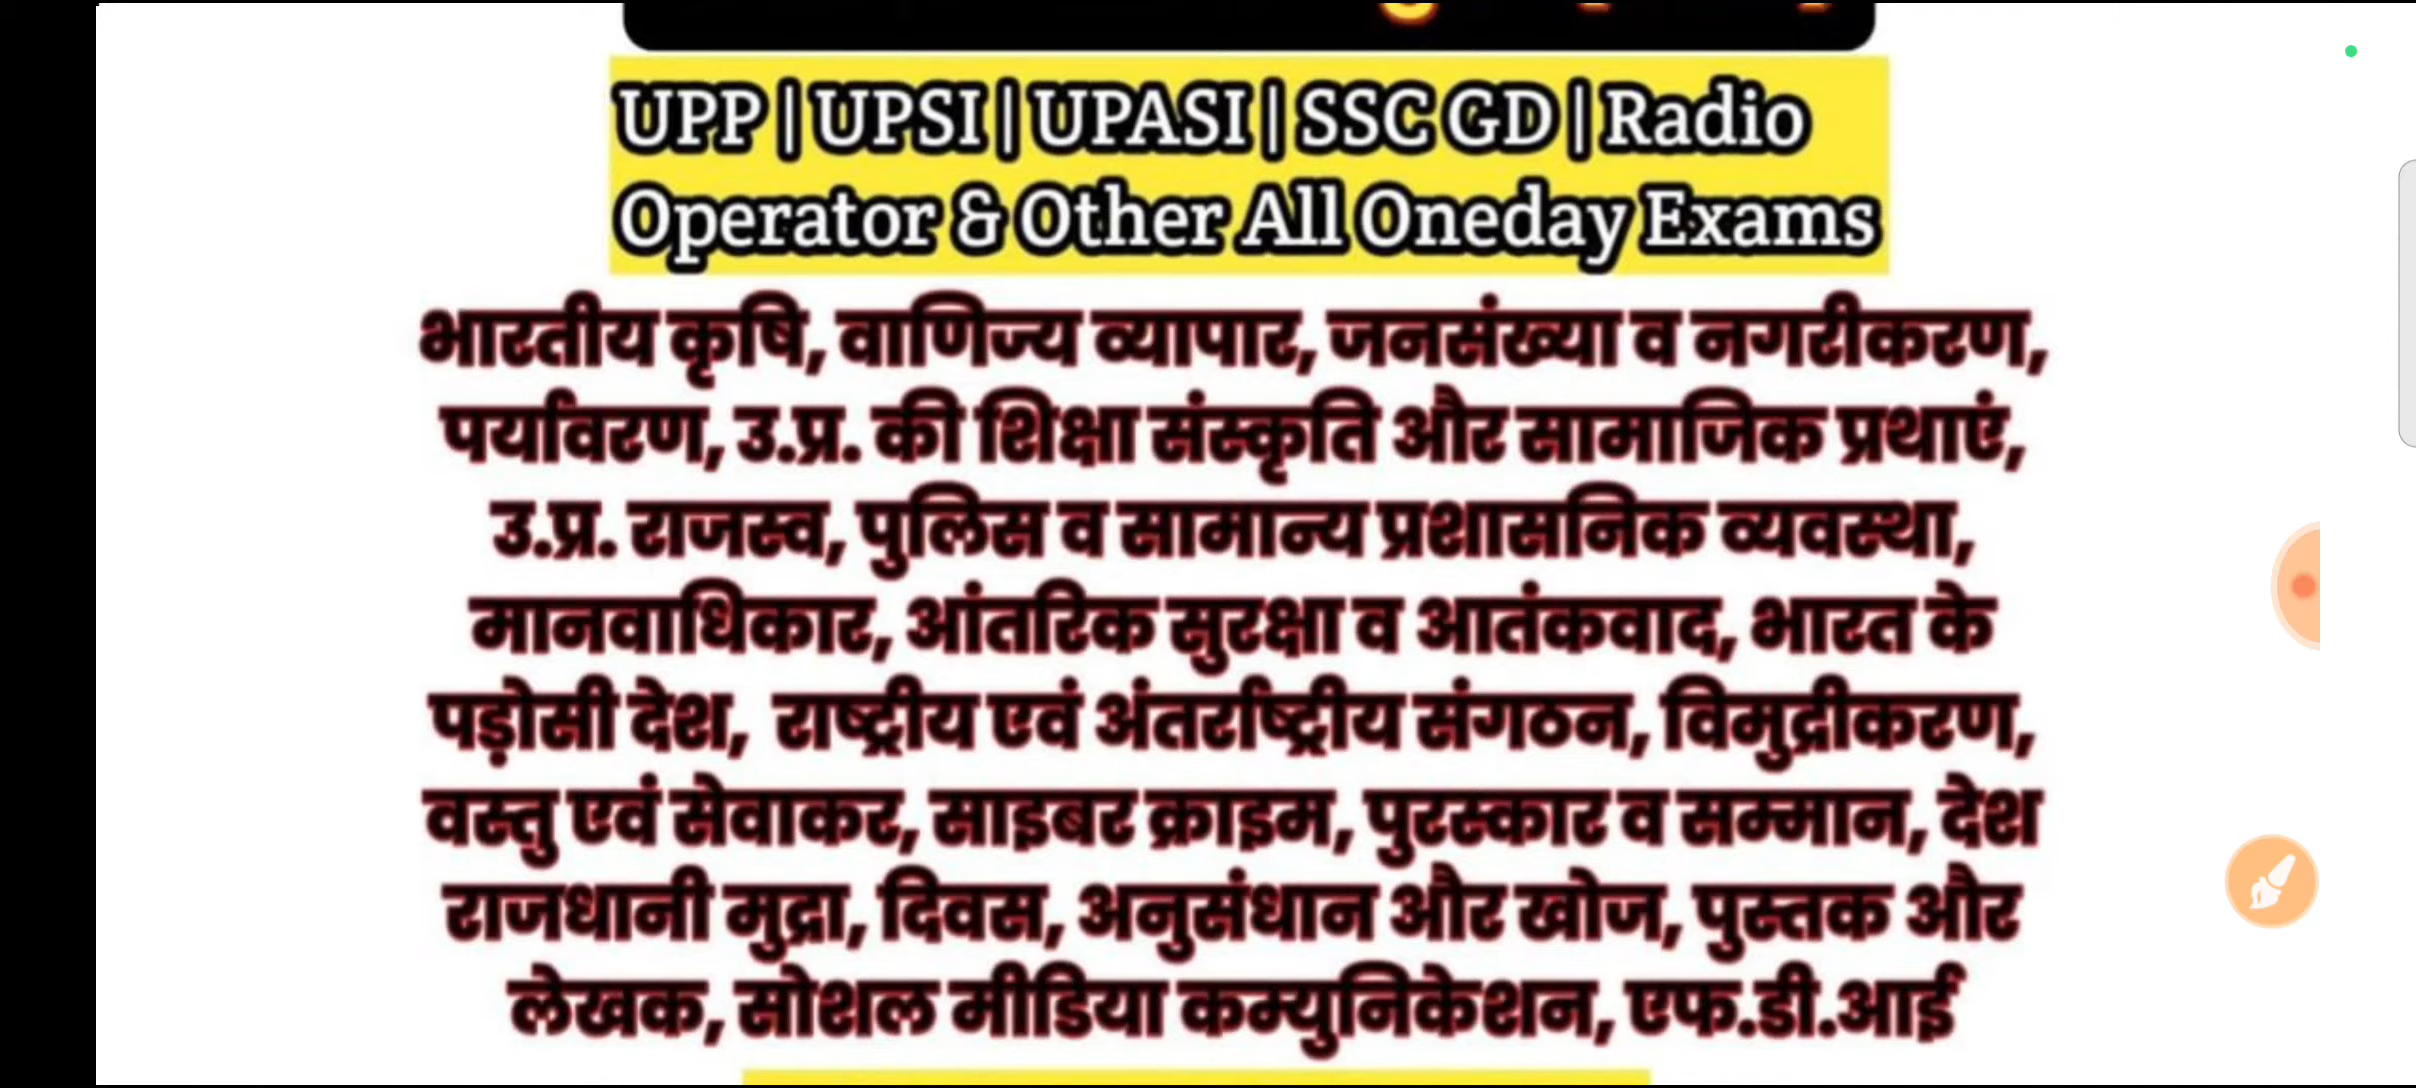 UPP | UPSI | UPASI | SSC GD | Radio
Operator & Other All Oneday Exams
भारतीय कृषि, वाणिज्य व्यापार, जनसंख्या व नगरीकरण,
पर्यावरण, उ.प्र. की शिक्षा संस्कृति और सामाजिक प्रथाएं,
उ.प्र. राजस्व, पुलिस व सामान्य प्रशासनिक व्यवस्था,
मानवाधिकार, आंतरिक सुरक्षा व आतंकवाद, भारत के
पड़ोसी देश, राष्ट्रीय एवं अंतर्राष्ट्रीय संगठन, विमुद्रीकरण,
वस्तु एवं सेवाकर, साइबर क्राइम, पुरस्कार व सम्मान, देश
राजधानी मुद्रा, दिवस, अनुसंधान और खोज, पुस्तक और
लेखक, सोशल मीडिया कम्युनिकेशन, एफ.डी.आई